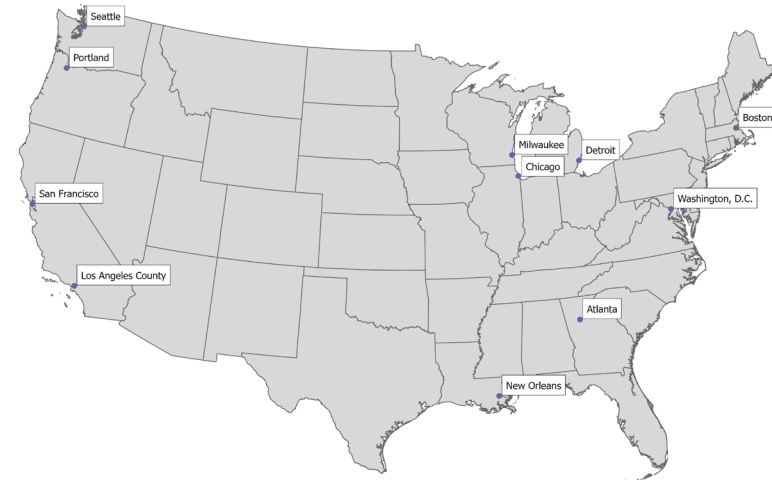 Seattle
Portland
Boston
Milwaukee
Detroit
Chicago
San Francisco
Washington, D.C.
Los Angeles County
Atlanta
New Orleans